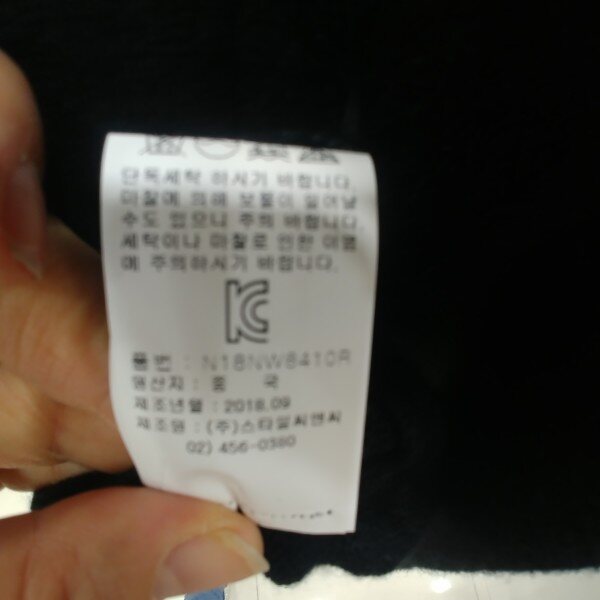 단독세탁 하시기 바랍니다.
마찰에 의해 보풀이 일어날
수도 있으니 주의 바랍니다.
세탁이나 마찰로 인한 이염
에 주의하시기 바랍니다.
KC
품번 : N18NW8410R
원산지 : 중 국
제조년월 : 2018.09
제조원 : (주)스타일씨앤씨
02) 456-0380